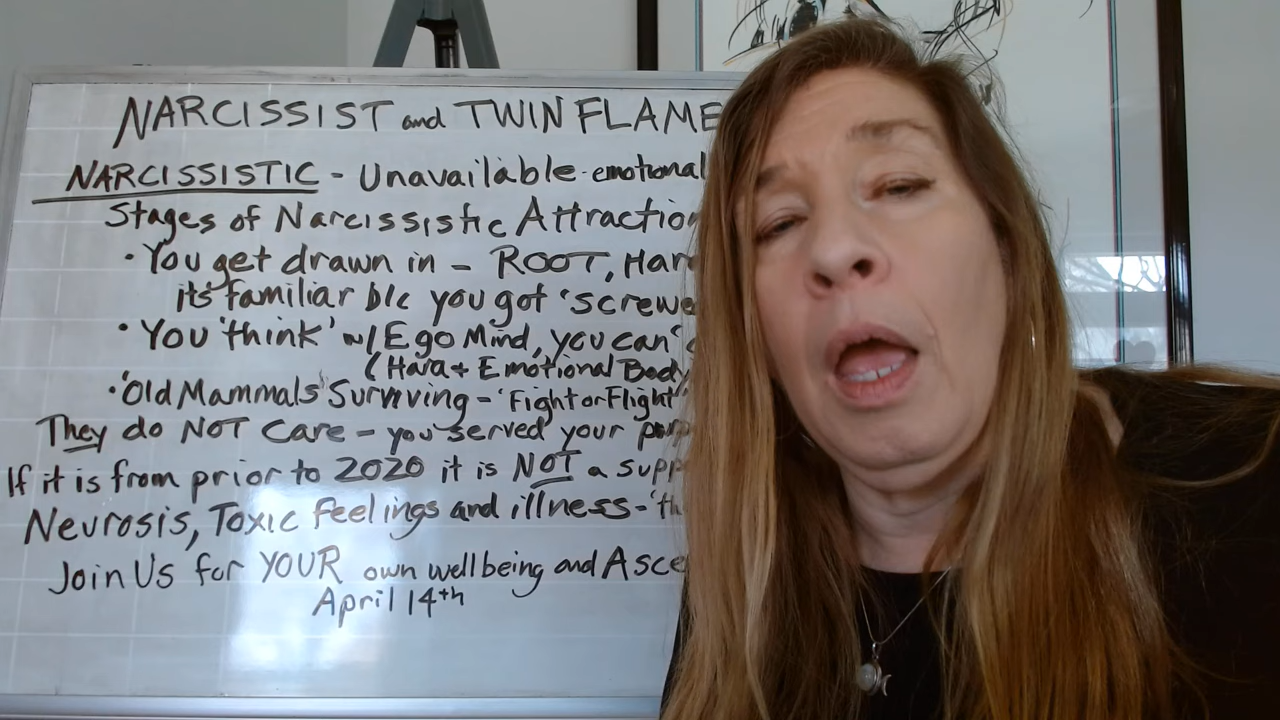 NARCISSIST and TWIN FLAME
NARCISSISTIC - Unavailable-emotional
Stages of Narcissistic Attraction
• You get drawn in - ROOT, Har
its familiar b/c you got 'screwe
• You 'think' w/ Ego Mind, you can'
(Hara + Emotional Body
• 'Old Mammals' Surviving - 'Fight or Flight'
They do NOT Care - you served your purp
If it is from prior to 2020 it is NOT a supp
Neurosis, Toxic feelings and illness - 'th
Join Us for YOUR own wellbeing and Asce
April 14th